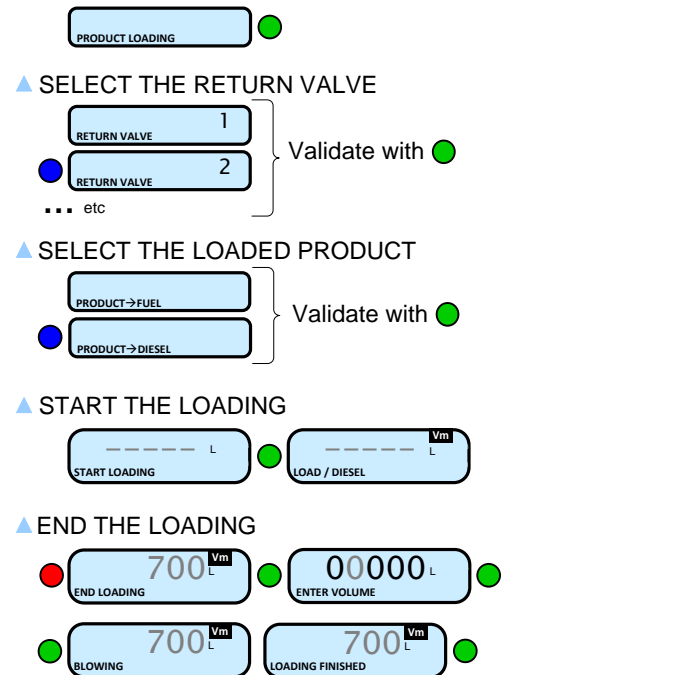 PRODUCT LOADING
▲ SELECT THE RETURN VALVE
1
RETURN VALVE
Validate with
2
RETURN VALVE
... etc
▲ SELECT THE LOADED PRODUCT
PRODUCT→FUEL
Validate with
PRODUCT→DIESEL
▲ START THE LOADING
----- L
START LOADING
Vm
----- L
LOAD / DIESEL
▲ END THE LOADING
700 L Vm
END LOADING
00000 L
ENTER VOLUME
700 L Vm
BLOWING
700 L Vm
LOADING FINISHED